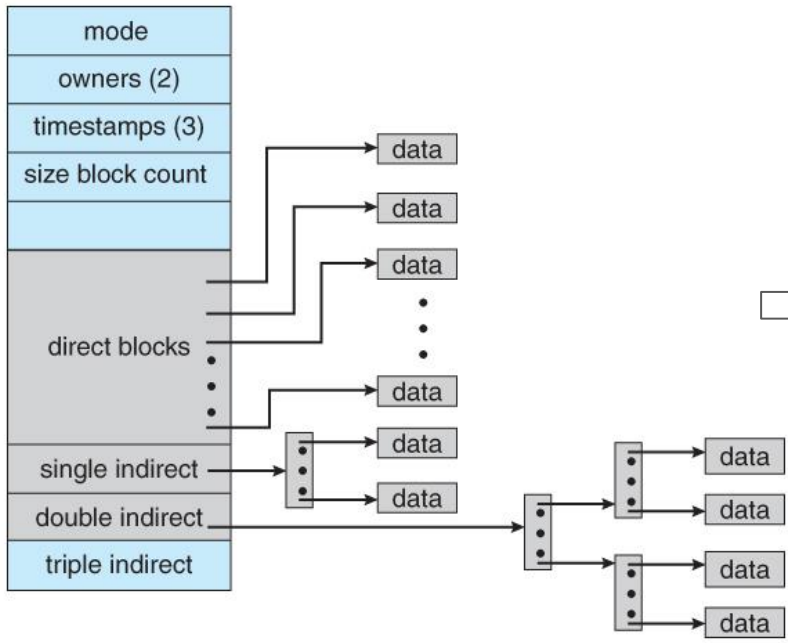 mode
owners (2)
timestamps (3)
size block count
direct blocks
single indirect
double indirect
triple indirect
data
data
data
data
data
data
data
data
data
data